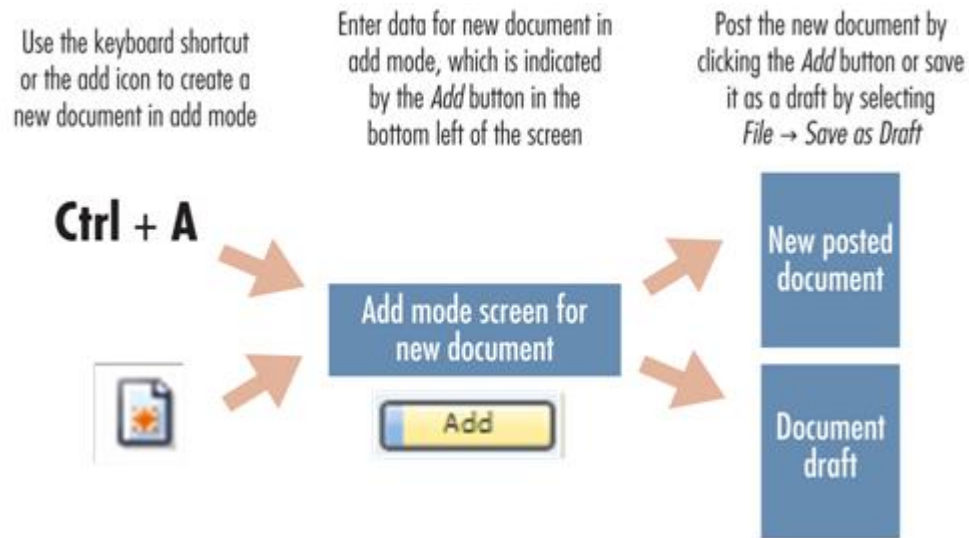 Use the keyboard shortcut
or the add icon to create a
new document in add mode
Enter data for new document in
add mode, which is indicated
by the Add button in the
bottom left of the screen
Post the new document by
clicking the Add button or save
it as a draft by selecting
File → Save as Draft
Ctrl + A
Add mode screen for
new document
Add
New posted
document
Document
draft